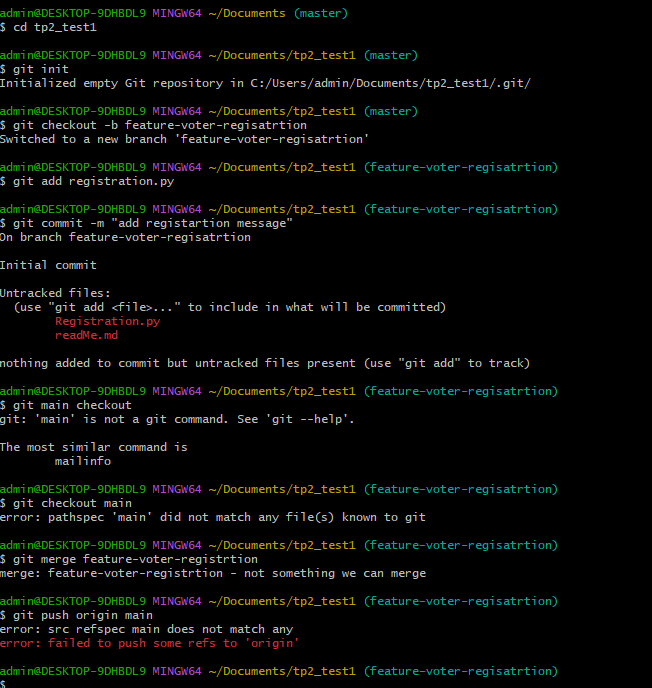 admin@DESKTOP-9DHBDL9 MINGW64 ~/Documents (master)
$ cd tp2_test1
admin@DESKTOP-9DHBDL9 MINGW64 ~/Documents/tp2_test1 (master)
$ git init
Initialized empty Git repository in C:/Users/admin/Documents/tp2_test1/.git/
admin@DESKTOP-9DHBDL9 MINGW64 ~/Documents/tp2_test1 (master)
$ git checkout -b feature-voter-regisatrtion
Switched to a new branch 'feature-voter-regisatrtion'
admin@DESKTOP-9DHBDL9 MINGW64 ~/Documents/tp2_test1 (feature-voter-regisatrtion)
$ git add registration.py
admin@DESKTOP-9DHBDL9 MINGW64 ~/Documents/tp2_test1 (feature-voter-regisatrtion)
$ git commit -m "add registartion message"
On branch feature-voter-regisatrtion
Initial commit
Untracked files:
(use "git add <file>..." to include in what will be committed)
Registration.py
readMe.md
nothing added to commit but untracked files present (use "git add" to track)
admin@DESKTOP-9DHBDL9 MINGW64 ~/Documents/tp2_test1 (feature-voter-regisatrtion)
$ git main checkout
git: 'main' is not a git command. See 'git --help'.
The most similar command is
mailinfo
admin@DESKTOP-9DHBDL9 MINGW64 ~/Documents/tp2_test1 (feature-voter-regisatrtion)
$ git checkout main
error: pathspec 'main' did not match any file(s) known to git
admin@DESKTOP-9DHBDL9 MINGW64 ~/Documents/tp2_test1 (feature-voter-regisatrtion)
$ git merge feature-voter-registrtion
merge: feature-voter-registrtion - not something we can merge
admin@DESKTOP-9DHBDL9 MINGW64 ~/Documents/tp2_test1 (feature-voter-regisatrtion)
$ git push origin main
error: src refspec main does not match any
error: failed to push some refs to 'origin'
admin@DESKTOP-9DHBDL9 MINGW64 ~/Documents/tp2_test1 (feature-voter-regisatrtion)
$